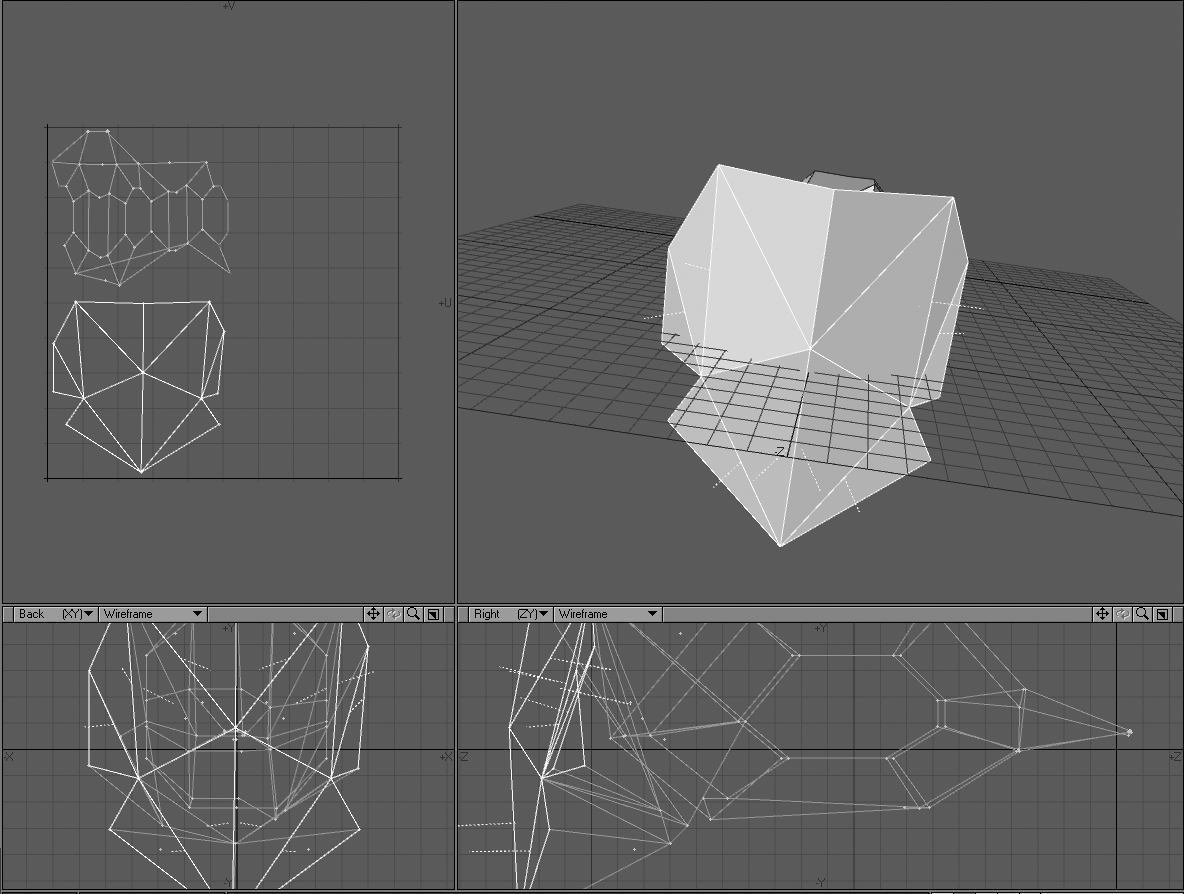 +V
+U
-Z
Back (XY) Wireframe
Right (ZY) Wireframe
+Y
+Y
-X
+X
-Z
+Z
-Y
-Y